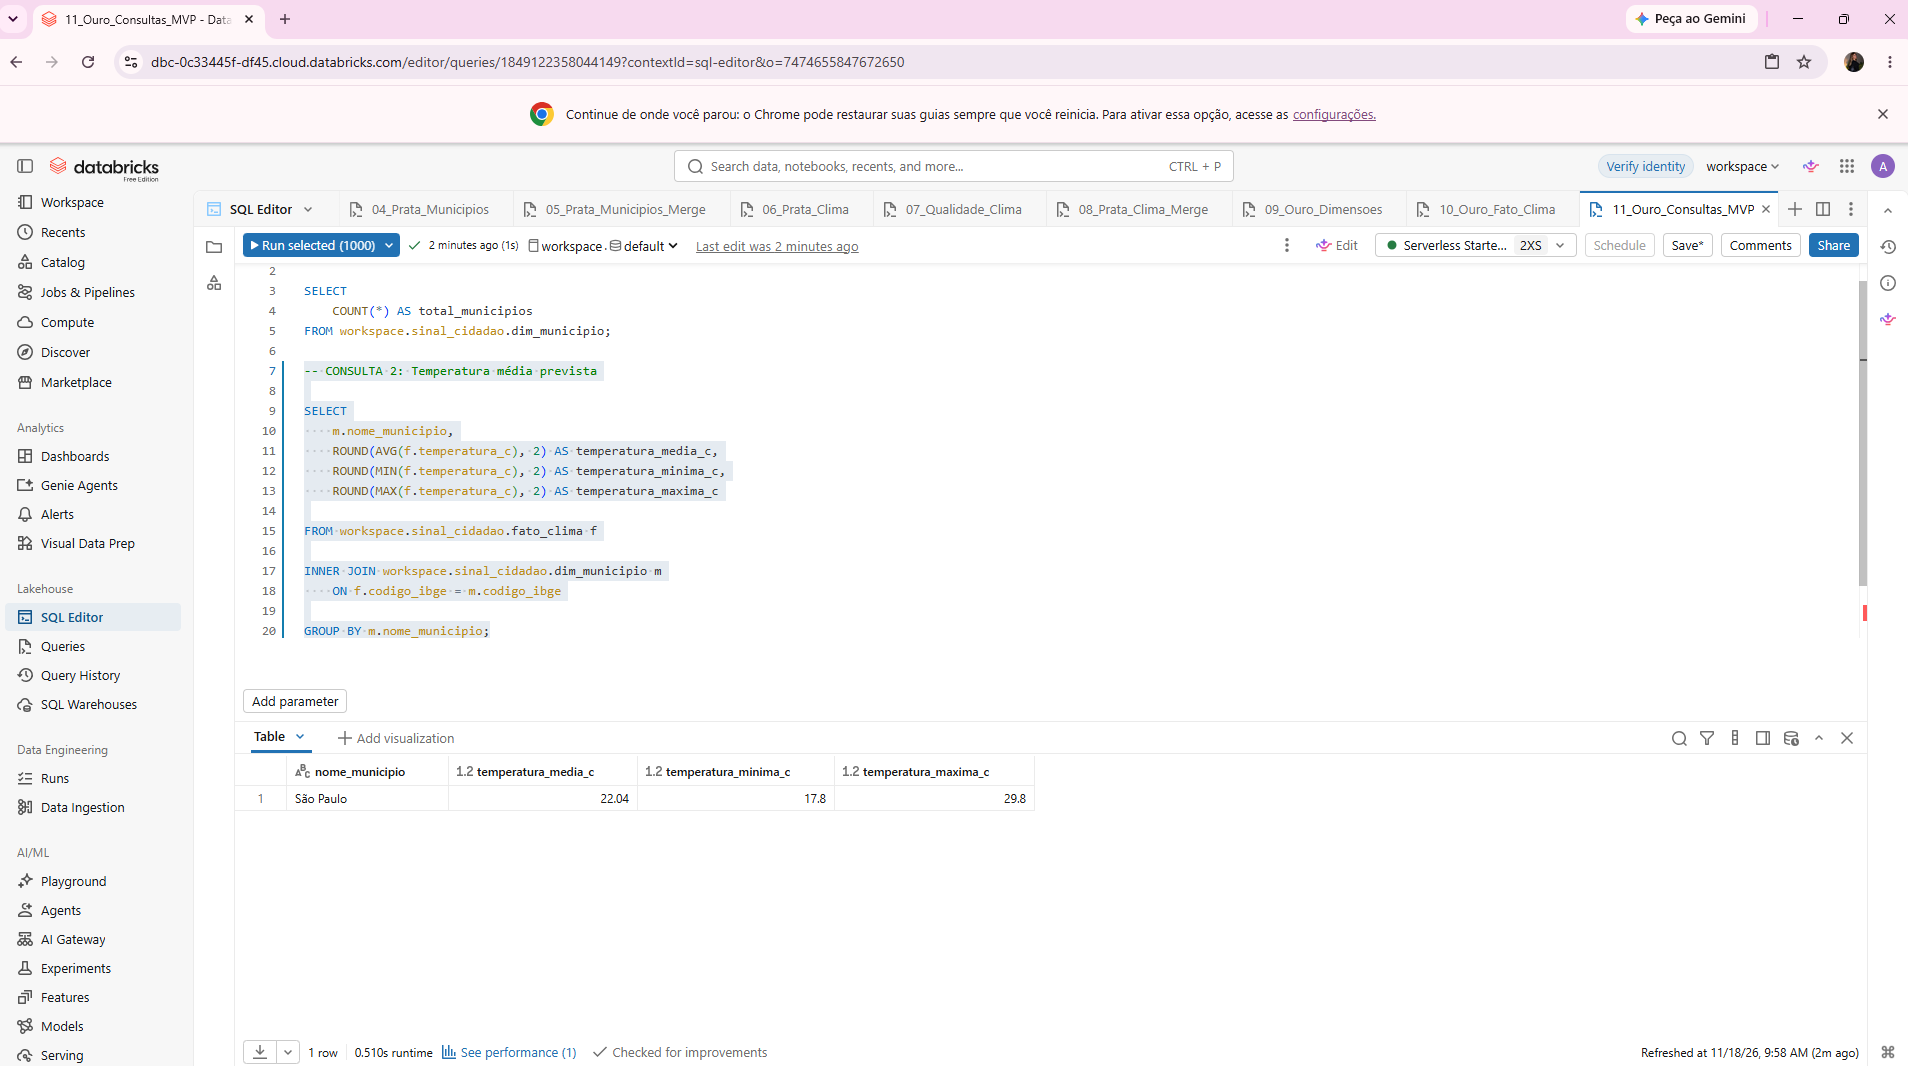 11_Ouro_Consultas_MVP - Data
Peça ao Gemini
dbc-0c33445f-df45.cloud.databricks.com/editor/queries/1849122358044149?contextId=sql-editor&o=7474655847672650
Continue de onde você parou: o Chrome pode restaurar suas guias sempre que você reinicia. Para ativar essa opção, acesse as configurações.
databricks
Free Edition
Search data, notebooks, recents, and more...
CTRL + P
Verify identity
workspace
A
Workspace
Recents
Catalog
Jobs & Pipelines
Compute
Discover
Marketplace
Analytics
Dashboards
Genie Agents
Alerts
Visual Data Prep
Lakehouse
SQL Editor
Queries
Query History
SQL Warehouses
Data Engineering
Runs
Data Ingestion
AI/ML
Playground
Agents
AI Gateway
Experiments
Features
Models
Serving
SQL Editor
04_Prata_Municipios
05_Prata_Municipios_Merge
06_Prata_Clima
07_Qualidade_Clima
08_Prata_Clima_Merge
09_Ouro_Dimensoes
10_Ouro_Fato_Clima
11_Ouro_Consultas_MVP
Run selected (1000)
2 minutes ago (1s)
workspace . default
Last edit was 2 minutes ago
Edit
Serverless Starte... 2XS
Schedule
Save*
Comments
Share
2
3 SELECT
4 COUNT(*) AS total_municipios
5 FROM workspace.sinal_cidadao.dim_municipio;
6
7 -- CONSULTA 2: Temperatura média prevista
8
9 SELECT
10 m.nome_municipio,
11 ROUND(AVG(f.temperatura_c), 2) AS temperatura_media_c,
12 ROUND(MIN(f.temperatura_c), 2) AS temperatura_minima_c,
13 ROUND(MAX(f.temperatura_c), 2) AS temperatura_maxima_c
14
15 FROM workspace.sinal_cidadao.fato_clima f
16
17 INNER JOIN workspace.sinal_cidadao.dim_municipio m
18 ON f.codigo_ibge = m.codigo_ibge
19
20 GROUP BY m.nome_municipio;
Add parameter
Table
Add visualization
ABC nome_municipio
1.2 temperatura_media_c
1.2 temperatura_minima_c
1.2 temperatura_maxima_c
1 São Paulo 22.04 17.8 29.8
1 row
0.510s runtime
See performance (1)
Checked for improvements
Refreshed at 11/18/26, 9:58 AM (2m ago)